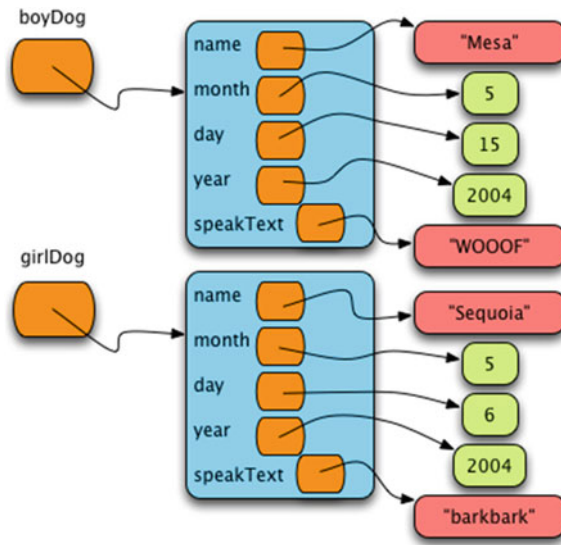 boyDog
name "Mesa"
month 5
day 15
year 2004
speakText "WOOOF"
girlDog
name "Sequoia"
month 5
day 6
year 2004
speakText "barkbark"